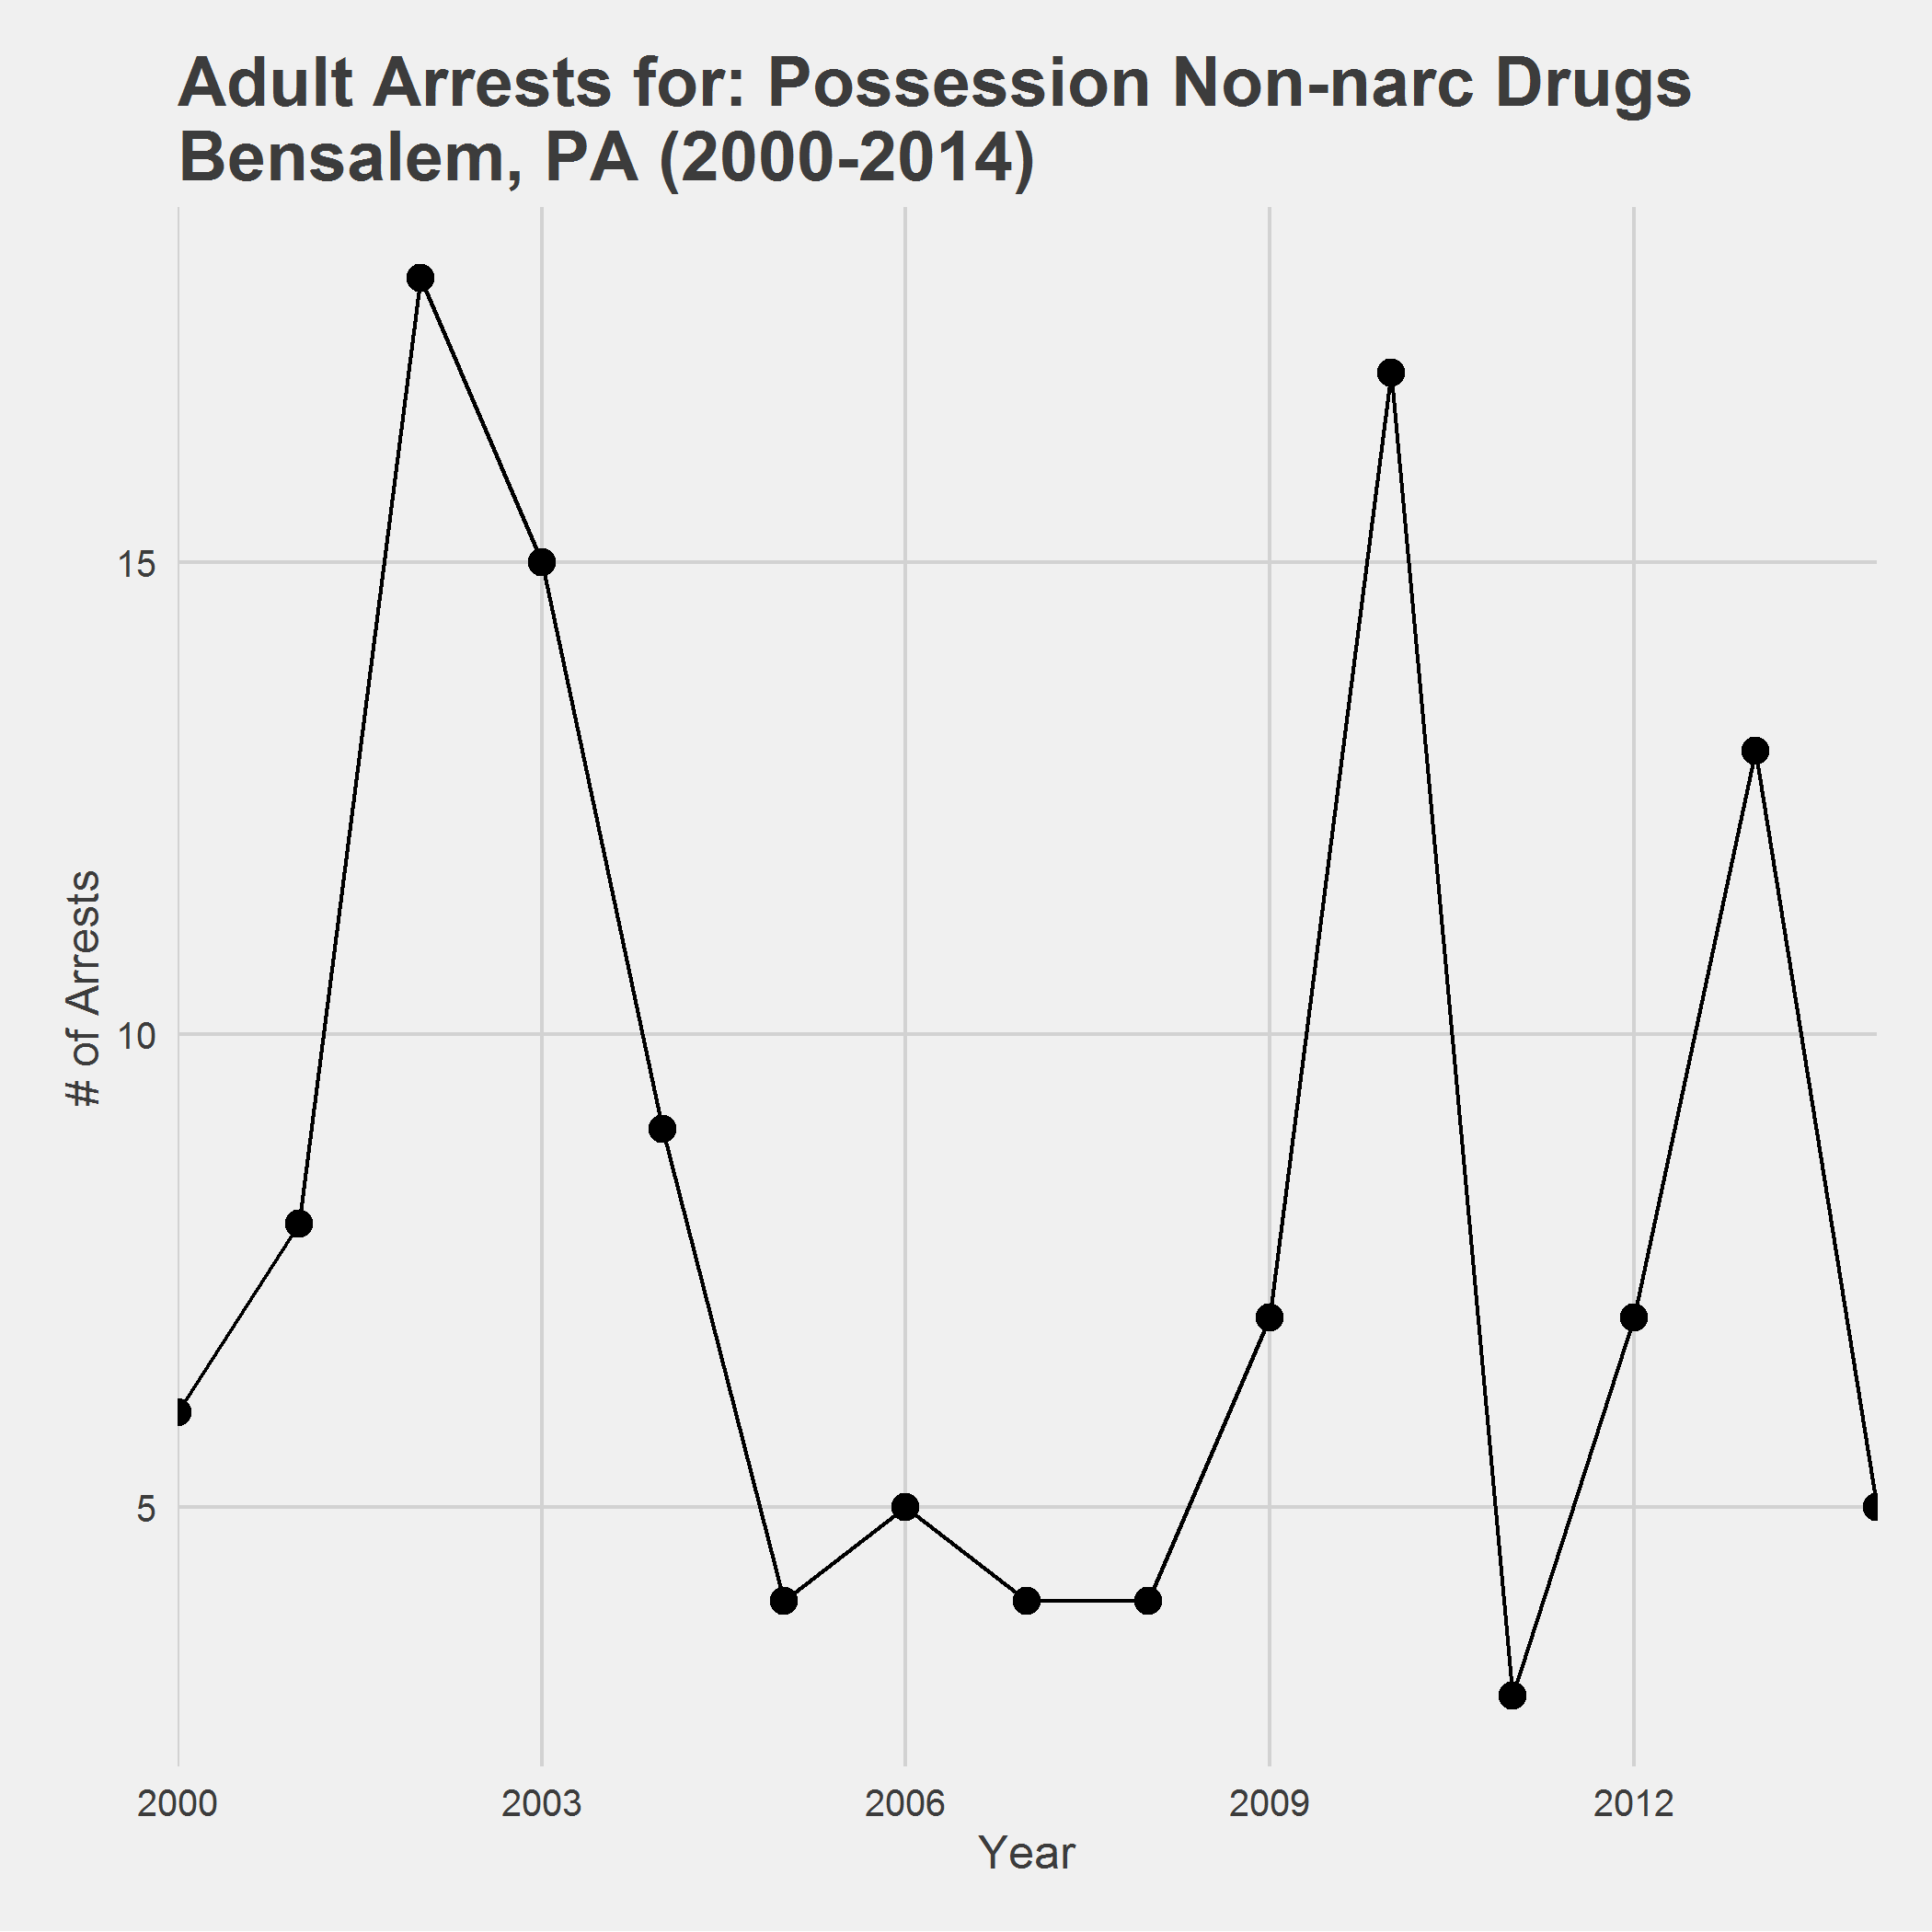 Adult Arrests for: Possession Non-narc Drugs
Bensalem, PA (2000-2014)
# of Arrests
15
10
5
2000 2003 2006 2009 2012
Year